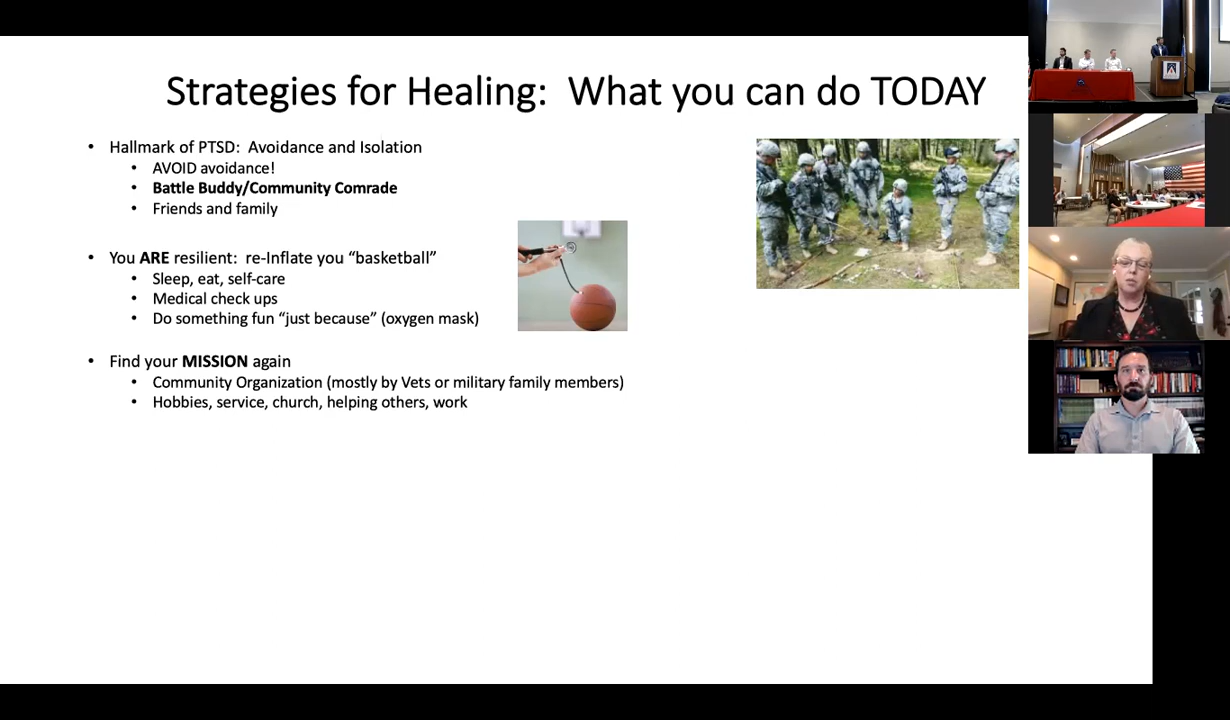 Strategies for Healing:  What you can do TODAY
• Hallmark of PTSD:  Avoidance and Isolation
• AVOID avoidance!
• Battle Buddy/Community Comrade
• Friends and family
• You ARE resilient:  re-Inflate you “basketball”
• Sleep, eat, self-care
• Medical check ups
• Do something fun “just because” (oxygen mask)
• Find your MISSION again
• Community Organization (mostly by Vets or military family members)
• Hobbies, service, church, helping others, work